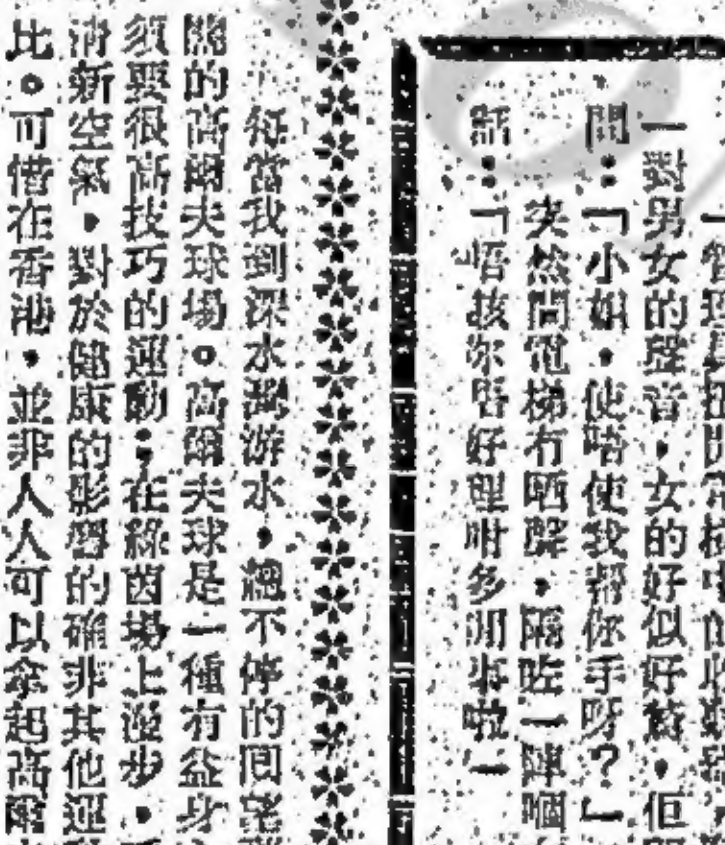 一對男女的聲音,女的好似好嬌,但
問:「小姐,使唔使我幫你手呀?」
突然間電梯冇晒聲,隔咗一陣嗰
話:「唔該你唔好理咁多閒事啦」
每當我到深水灣游水,總不停的回望
的高爾夫球場。高爾夫球是一種有益身
須要很高技巧的運動;在綠茵場上漫步,
清新空氣,對於健康的影響的確非其他運
比。可惜在香港,並非人人可以拿起高爾